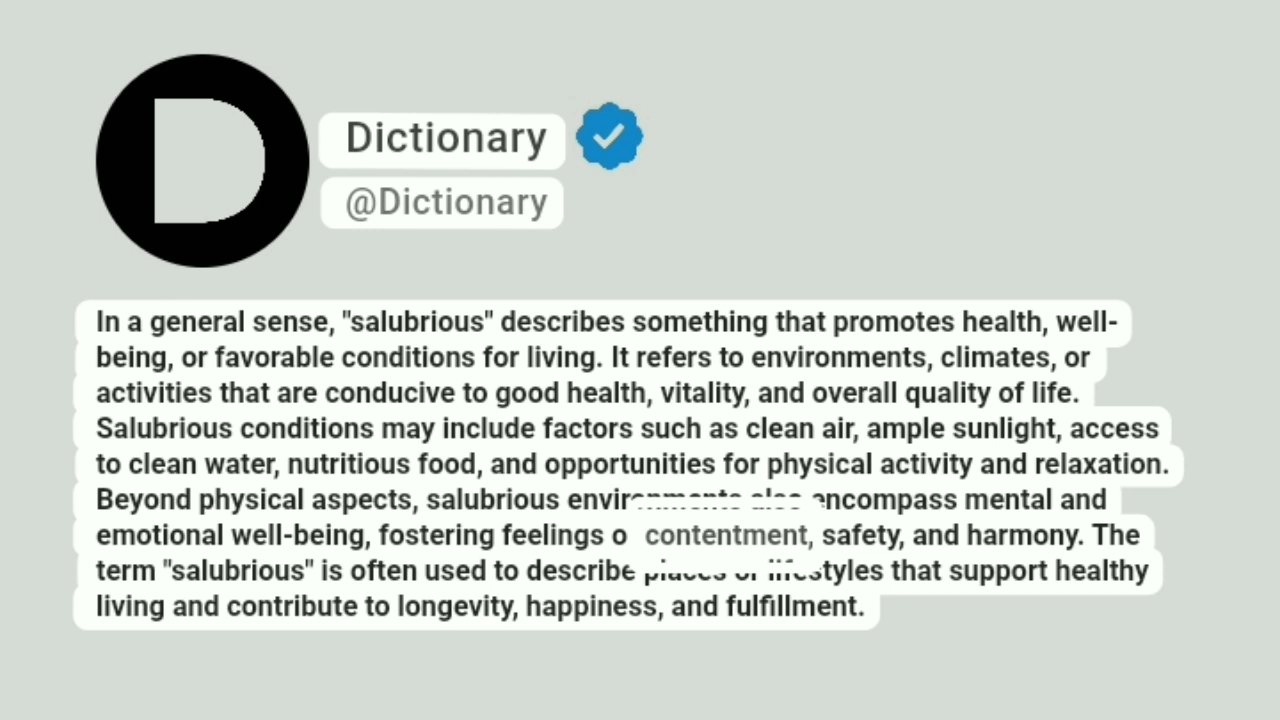 D
Dictionary
@Dictionary
In a general sense, "salubrious" describes something that promotes health, well-
being, or favorable conditions for living. It refers to environments, climates, or
activities that are conducive to good health, vitality, and overall quality of life.
Salubrious conditions may include factors such as clean air, ample sunlight, access
to clean water, nutritious food, and opportunities for physical activity and relaxation.
Beyond physical aspects, salubrious environments also encompass mental and
emotional well-being, fostering feelings o contentment, safety, and harmony. The
term "salubrious" is often used to describe places or lifestyles that support healthy
living and contribute to longevity, happiness, and fulfillment.